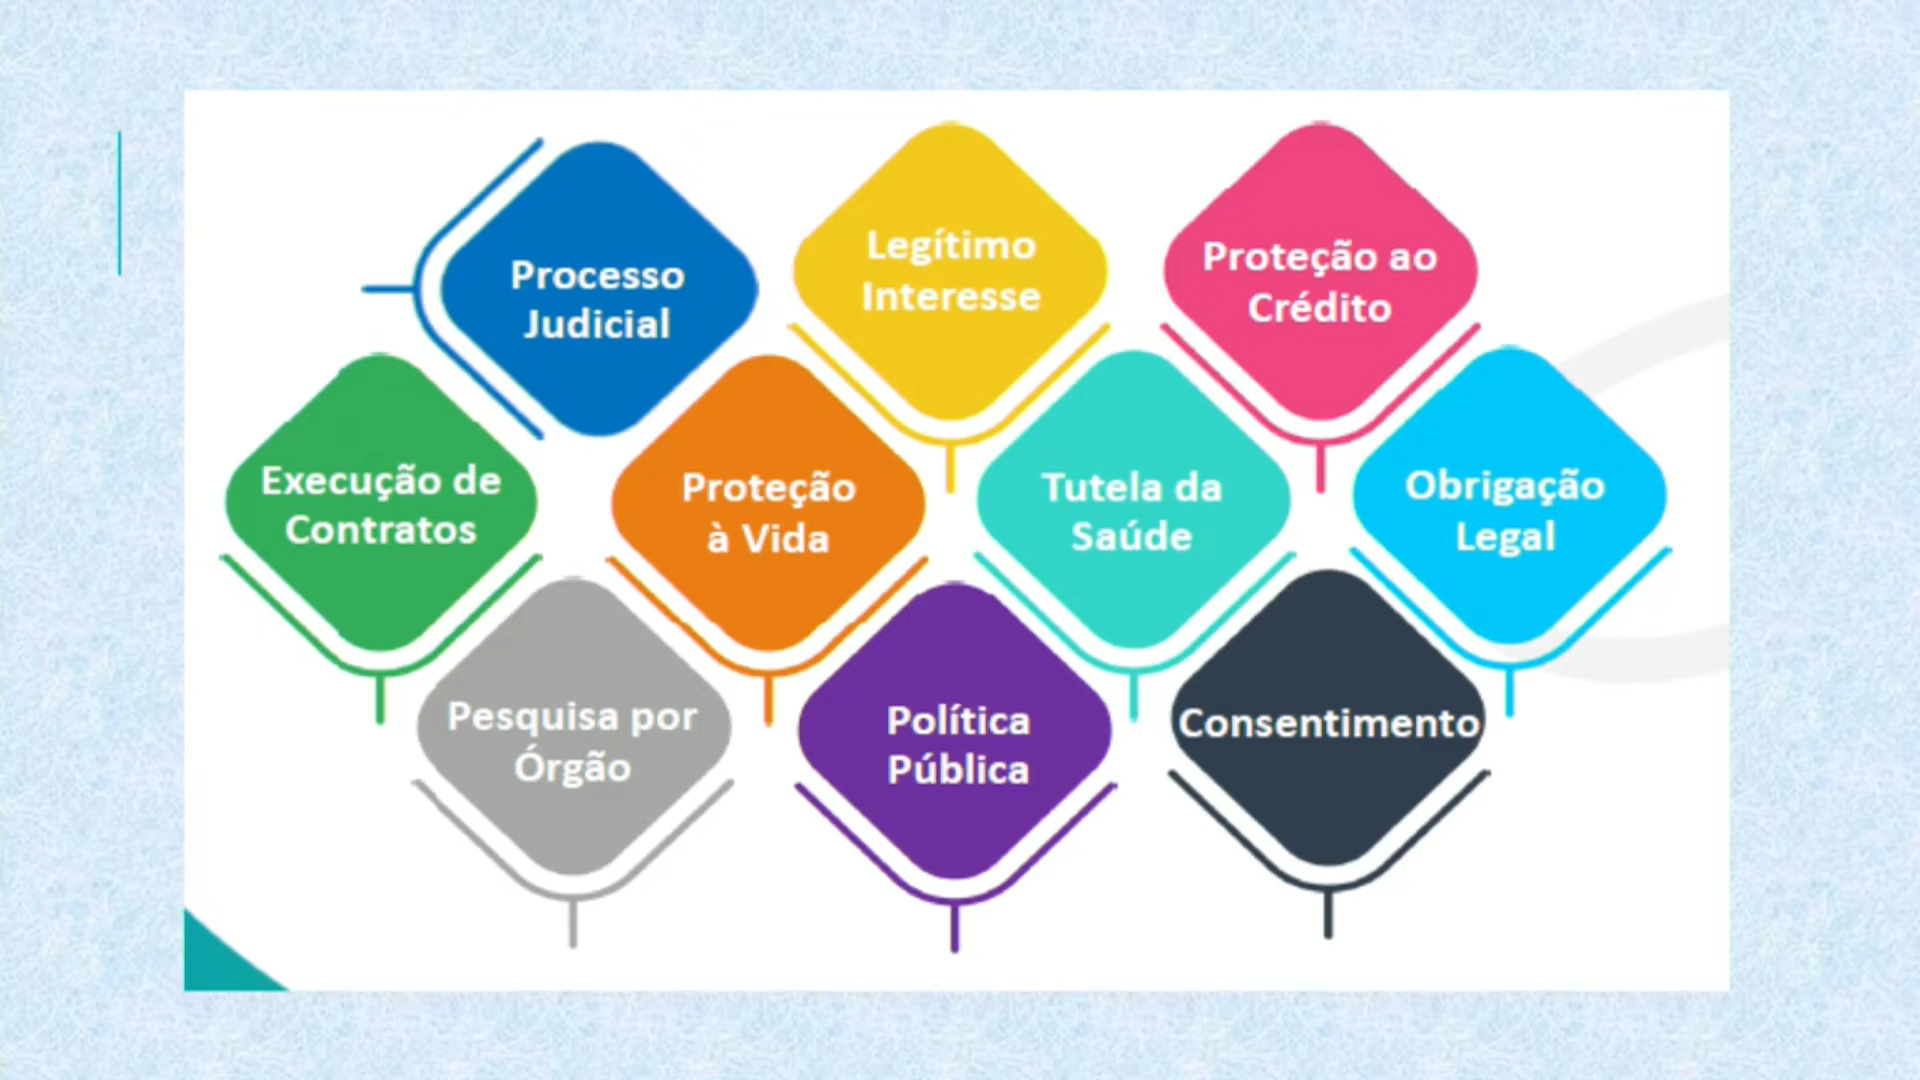 Processo
Judicial
Legítimo
Interesse
Proteção ao
Crédito
Execução de
Contratos
Proteção
à Vida
Tutela da
Saúde
Obrigação
Legal
Pesquisa por
Órgão
Política
Pública
Consentimento